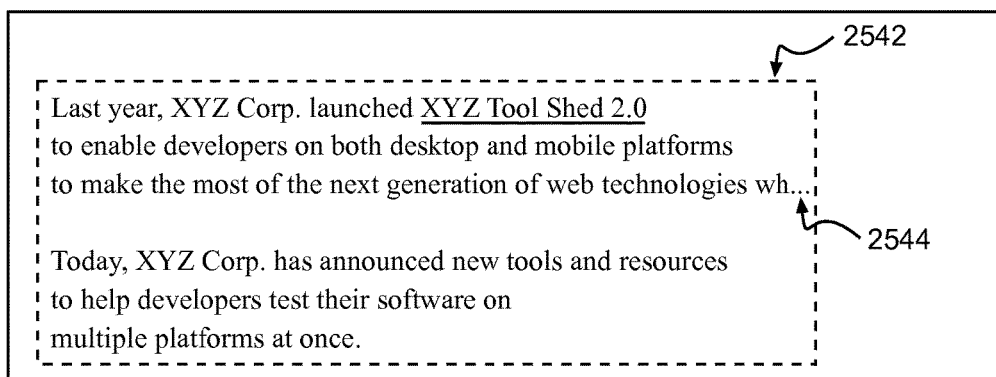 2542
Last year, XYZ Corp. launched XYZ Tool Shed 2.0
to enable developers on both desktop and mobile platforms
to make the most of the next generation of web technologies wh...
2544
Today, XYZ Corp. has announced new tools and resources
to help developers test their software on
multiple platforms at once.